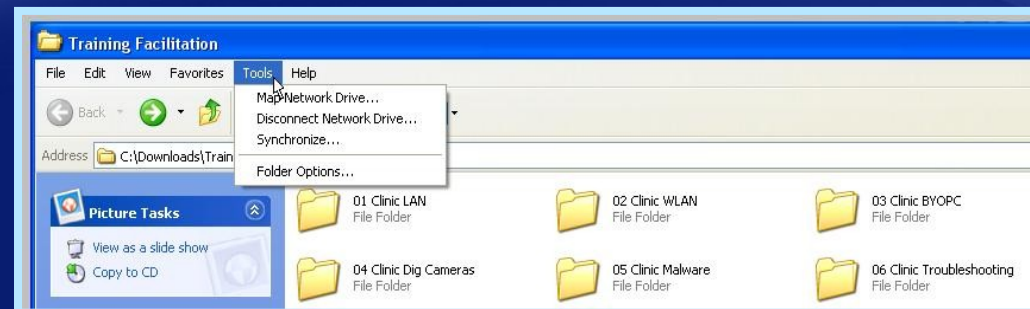 Training Facilitation
File Edit View Favorites Tools Help
Map Network Drive...
Disconnect Network Drive...
Synchronize...
Folder Options...
Back
Address C:\Downloads\Train
Picture Tasks
View as a slide show
Copy to CD
01 Clinic LAN
File Folder
02 Clinic WLAN
File Folder
03 Clinic BYOPC
File Folder
04 Clinic Dig Cameras
File Folder
05 Clinic Malware
File Folder
06 Clinic Troubleshooting
File Folder